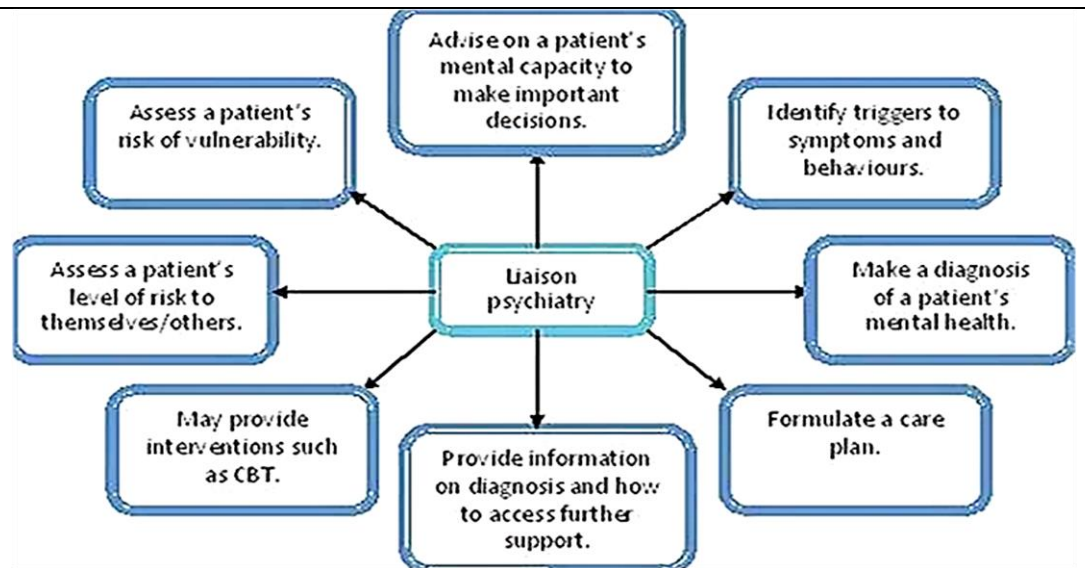 Advise on a patient's
mental capacity to
make important
decisions.
Assess a patient's
risk of vulnerability.
Identify triggers to
symptoms and
behaviours.
Assess a patient's
level of risk to
themselves/others.
Liaison
psychiatry
Make a diagnosis
of a patient's
mental health.
May provide
interventions such
as CBT.
Provide information
on diagnosis and how
to access further
support.
Formulate a care
plan.